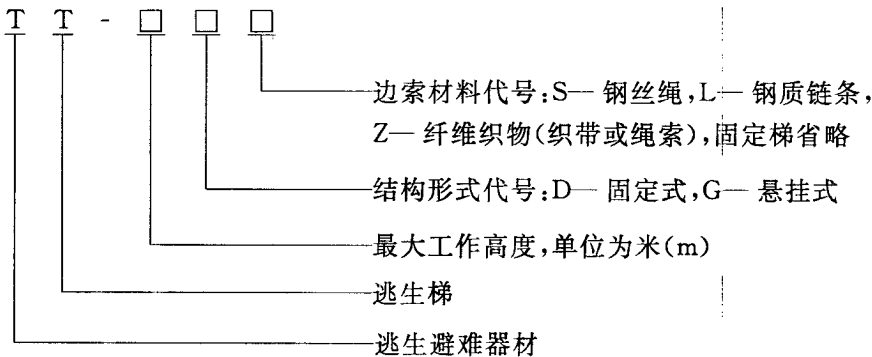 T T - □ □ □
边索材料代号:S— 钢丝绳,L— 钢质链条,
Z— 纤维织物(织带或绳索),固定梯省略
结构形式代号:D— 固定式,G— 悬挂式
最大工作高度,单位为米(m)
逃生梯
逃生避难器材